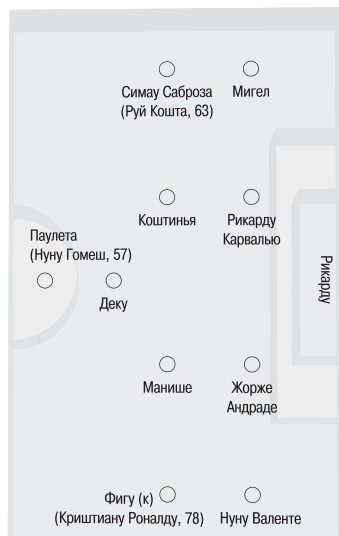 Симау Саброза
(Руй Кошта, 63)
Мигел
Коштинья
Рикарду
Карвалью
Паулета
(Нуну Гомеш, 57)
Деку
Рикарду
Манише
Жорже
Андраде
Фигу (к)
(Криштиану Роналду, 78)
Нуну Валенте